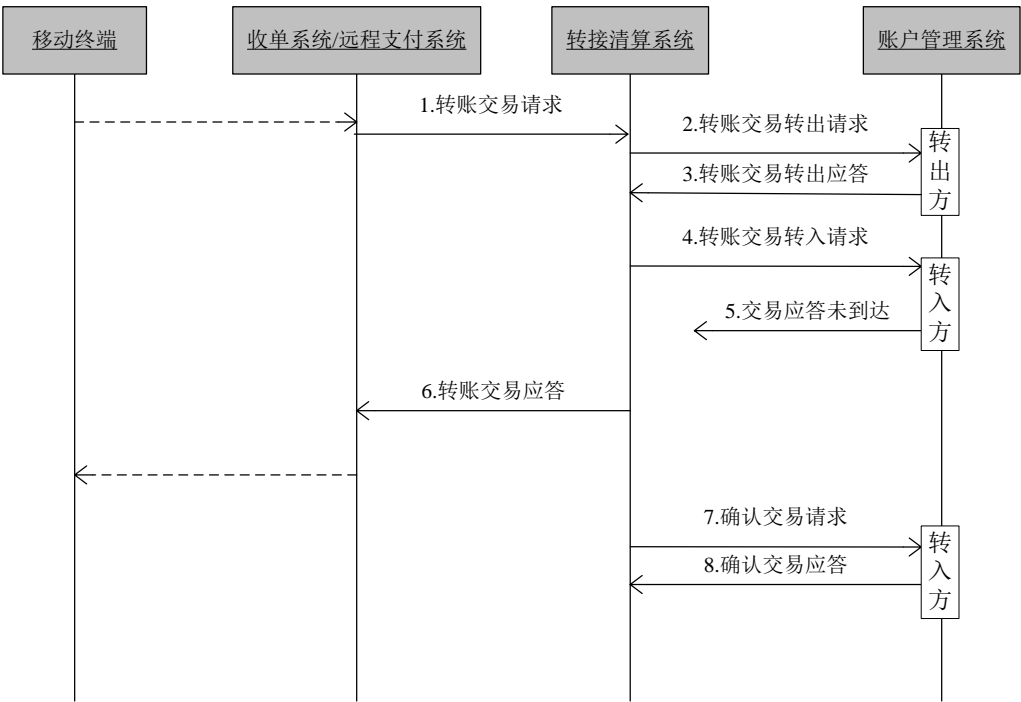 移动终端
收单系统/远程支付系统
转接清算系统
账户管理系统
1.转账交易请求
2.转账交易转出请求
转出方
3.转账交易转出应答
4.转账交易转入请求
转入方
5.交易应答未到达
6.转账交易应答
7.确认交易请求
转入方
8.确认交易应答